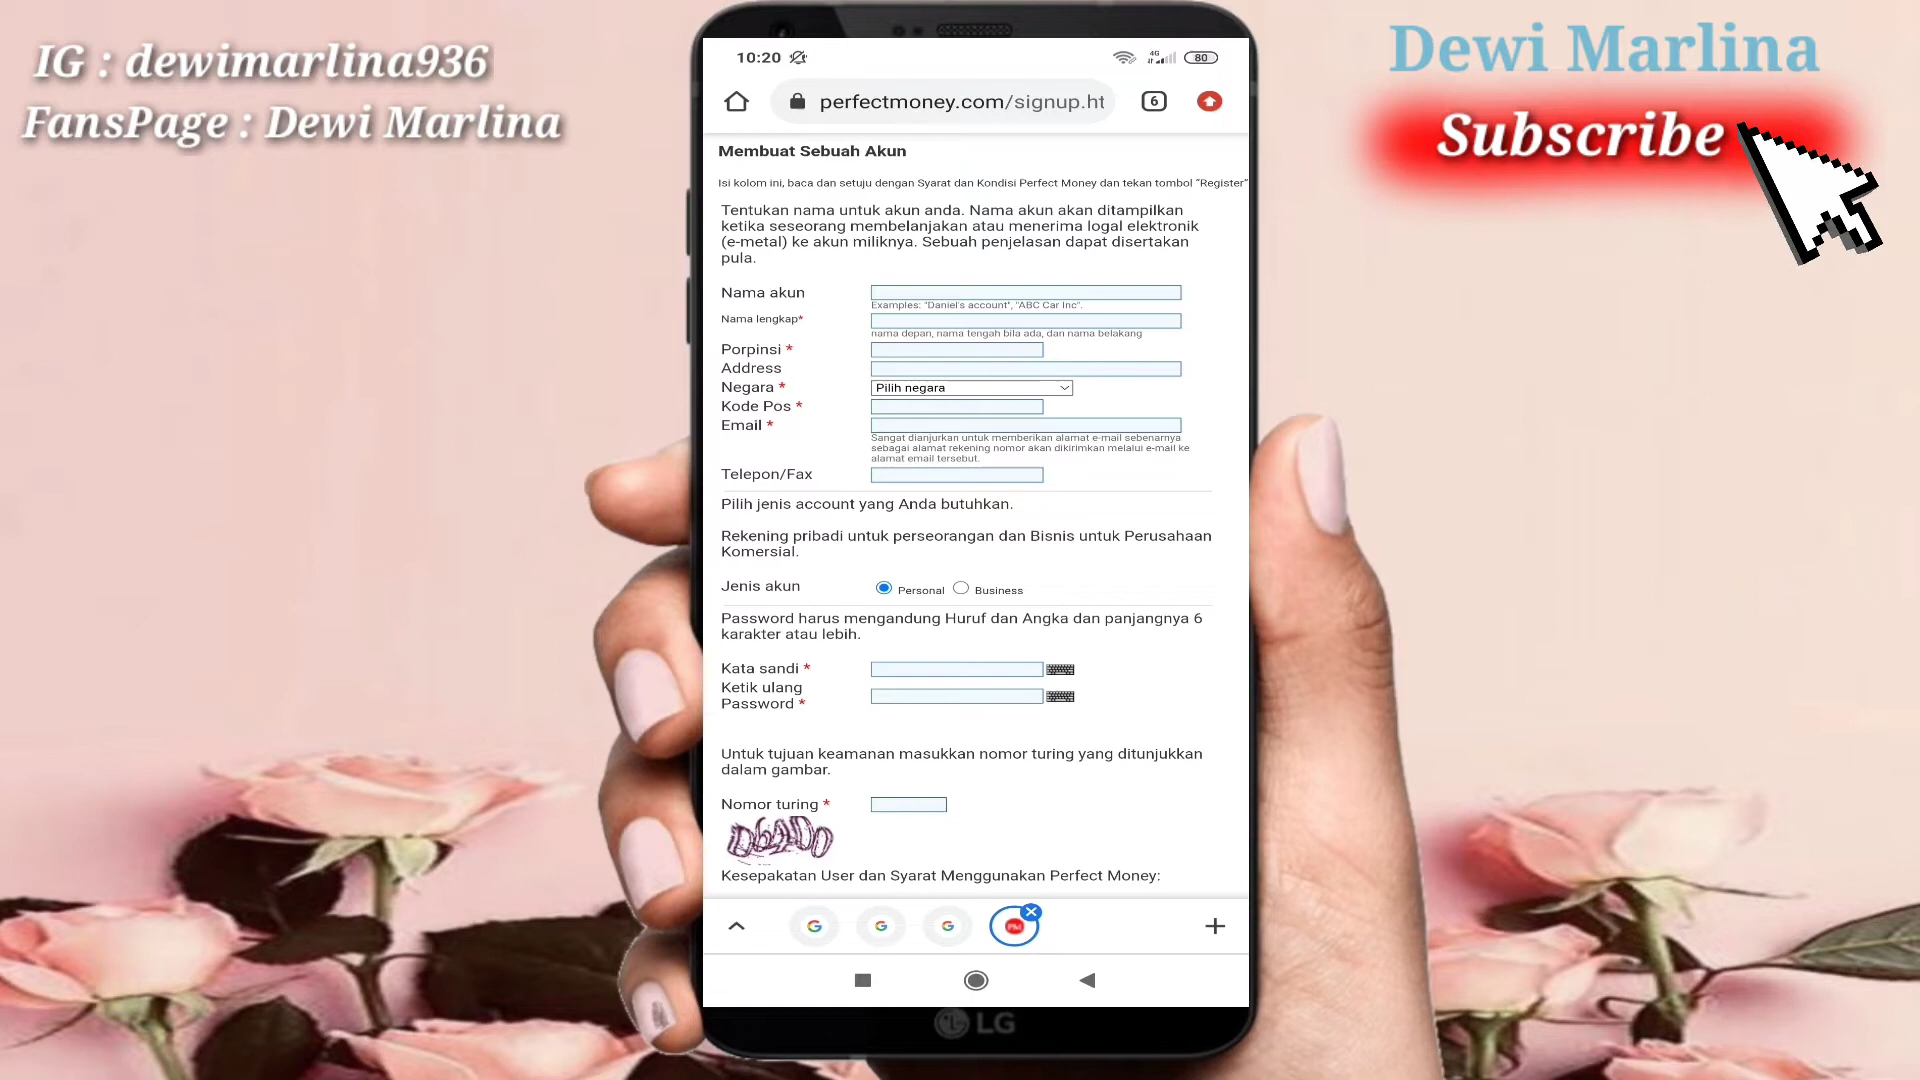 IG : dewimarlina936
FansPage : Dewi Marlina
Dewi Marlina
Subscribe
10:20
4G
80
perfectmoney.com/signup.ht
6
Membuat Sebuah Akun
Isi kolom ini, baca dan setuju dengan Syarat dan Kondisi Perfect Money dan tekan tombol "Register"
Tentukan nama untuk akun anda. Nama akun akan ditampilkan
ketika seseorang membelanjakan atau menerima logal elektronik
(e-metal) ke akun miliknya. Sebuah penjelasan dapat disertakan
pula.
Nama akun
Examples: "Daniel's account", "ABC Car Inc".
Nama lengkap*
nama depan, nama tengah bila ada, dan nama belakang
Porpinsi *
Address
Negara * Pilih negara
Kode Pos *
Email *
Sangat dianjurkan untuk memberikan alamat e-mail sebenarnya
sebagai alamat rekening nomor akan dikirimkan melalui e-mail ke
alamat email tersebut.
Telepon/Fax
Pilih jenis account yang Anda butuhkan.
Rekening pribadi untuk perseorangan dan Bisnis untuk Perusahaan
Komersial.
Jenis akun Personal Business
Password harus mengandung Huruf dan Angka dan panjangnya 6
karakter atau lebih.
Kata sandi *
Ketik ulang
Password *
Untuk tujuan keamanan masukkan nomor turing yang ditunjukkan
dalam gambar.
Nomor turing *
Kesepakatan User dan Syarat Menggunakan Perfect Money:
G G G PM
LG